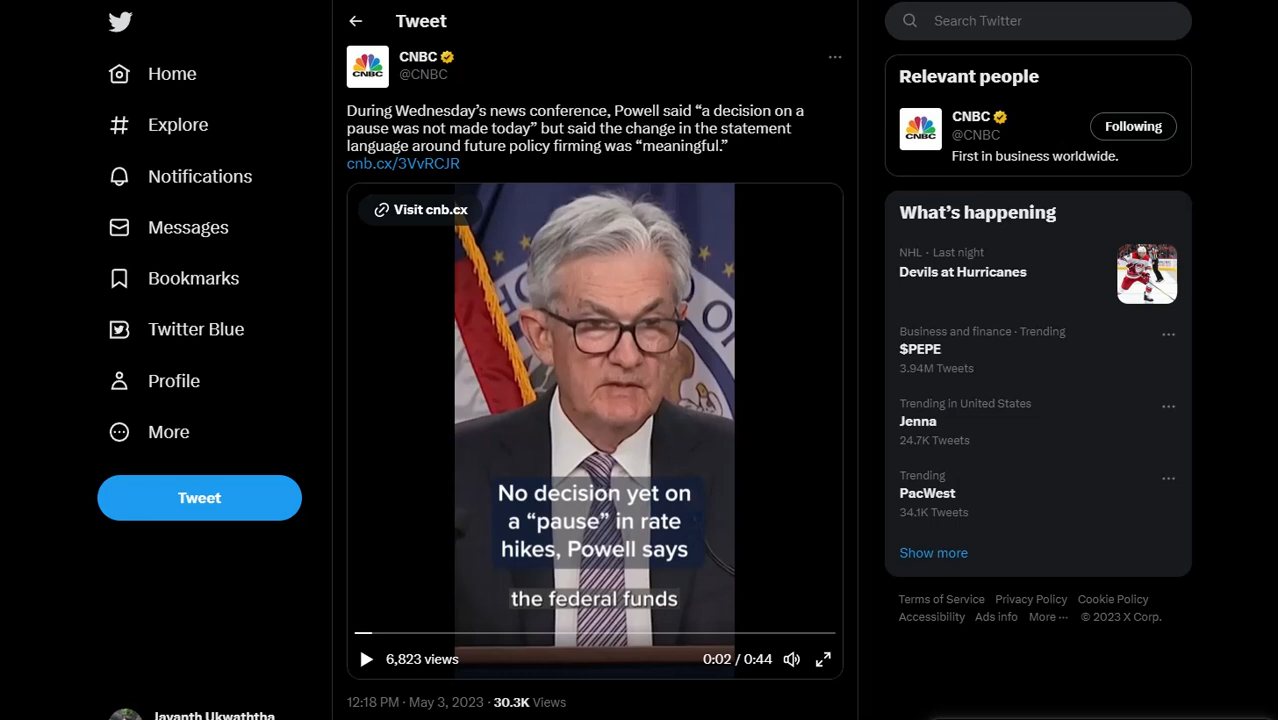 Home
Explore
Notifications
Messages
Bookmarks
Twitter Blue
Profile
More
Tweet
Jayanth Ukwaththa
Tweet
CNBC
@CNBC
During Wednesday’s news conference, Powell said “a decision on a
pause was not made today” but said the change in the statement
language around future policy firming was “meaningful.”
cnb.cx/3VvRCJR
Visit cnb.cx
No decision yet on
a “pause” in rate
hikes, Powell says
the federal funds
6,823 views
0:02 / 0:44
12:18 PM · May 3, 2023 · 30.3K Views
Search Twitter
Relevant people
CNBC
@CNBC
Following
First in business worldwide.
What’s happening
NHL · Last night
Devils at Hurricanes
Business and finance · Trending
$PEPE
3.94M Tweets
Trending in United States
Jenna
24.7K Tweets
Trending
PacWest
34.1K Tweets
Show more
Terms of Service Privacy Policy Cookie Policy
Accessibility Ads info More ··· © 2023 X Corp.